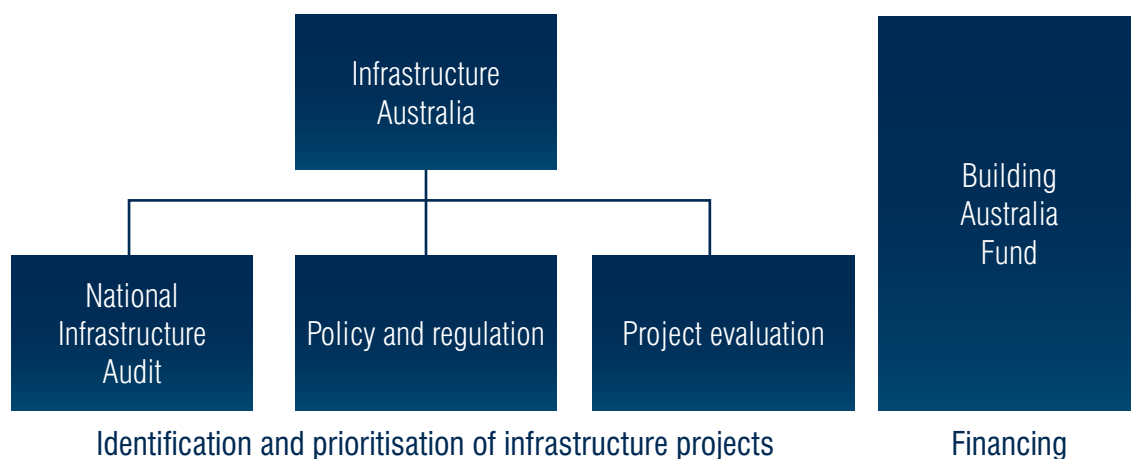 Infrastructure
Australia
Building
Australia
Fund
National
Infrastructure
Audit
Policy and regulation
Project evaluation
Identification and prioritisation of infrastructure projects
Financing